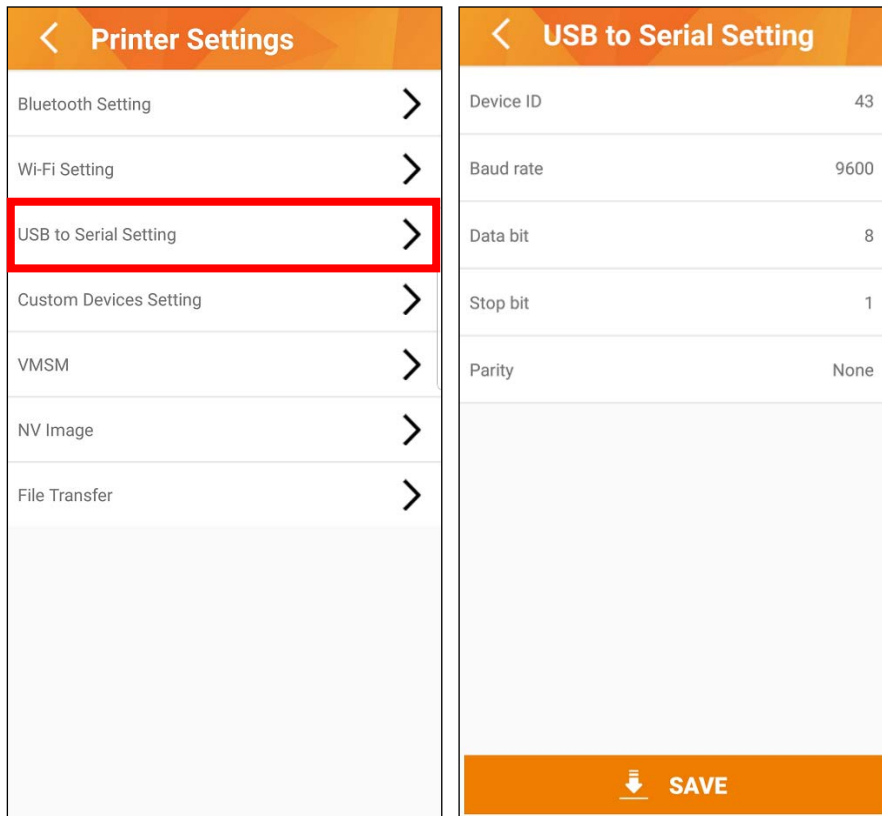 Printer Settings
Bluetooth Setting
Wi-Fi Setting
USB to Serial Setting
Custom Devices Setting
VMSM
NV Image
File Transfer
USB to Serial Setting
Device ID 43
Baud rate 9600
Data bit 8
Stop bit 1
Parity None
SAVE